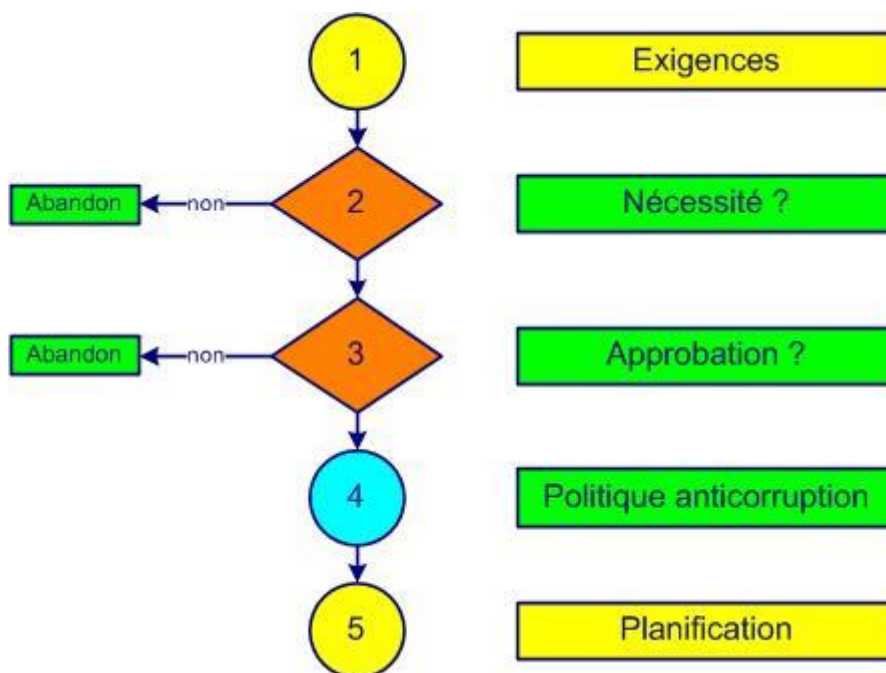 1
Exigences
Abandon
non
2
Nécessité ?
Abandon
non
3
Approbation ?
4
Politique anticorruption
5
Planification